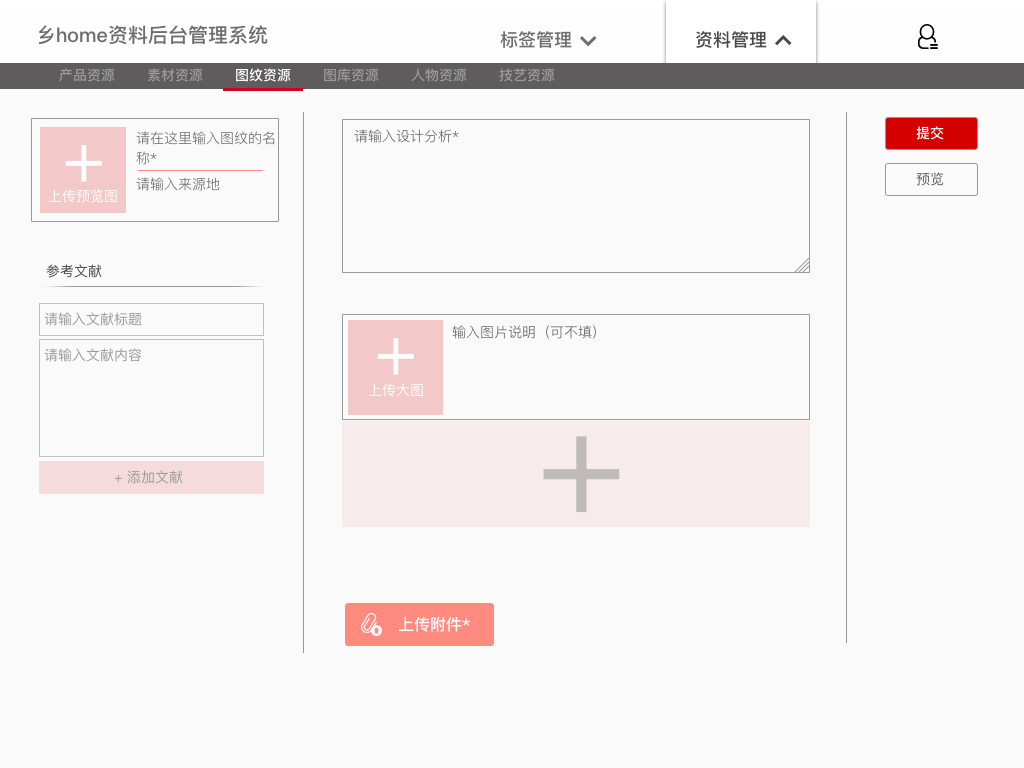 乡home资料后台管理系统
标签管理
资料管理
产品资源 素材资源 图纹资源 图库资源 人物资源 技艺资源
请在这里输入图纹的名
称*
请输入来源地
上传预览图
参考文献
请输入文献标题
请输入文献内容
+ 添加文献
请输入设计分析*
输入图片说明（可不填）
上传大图
上传附件*
提交
预览